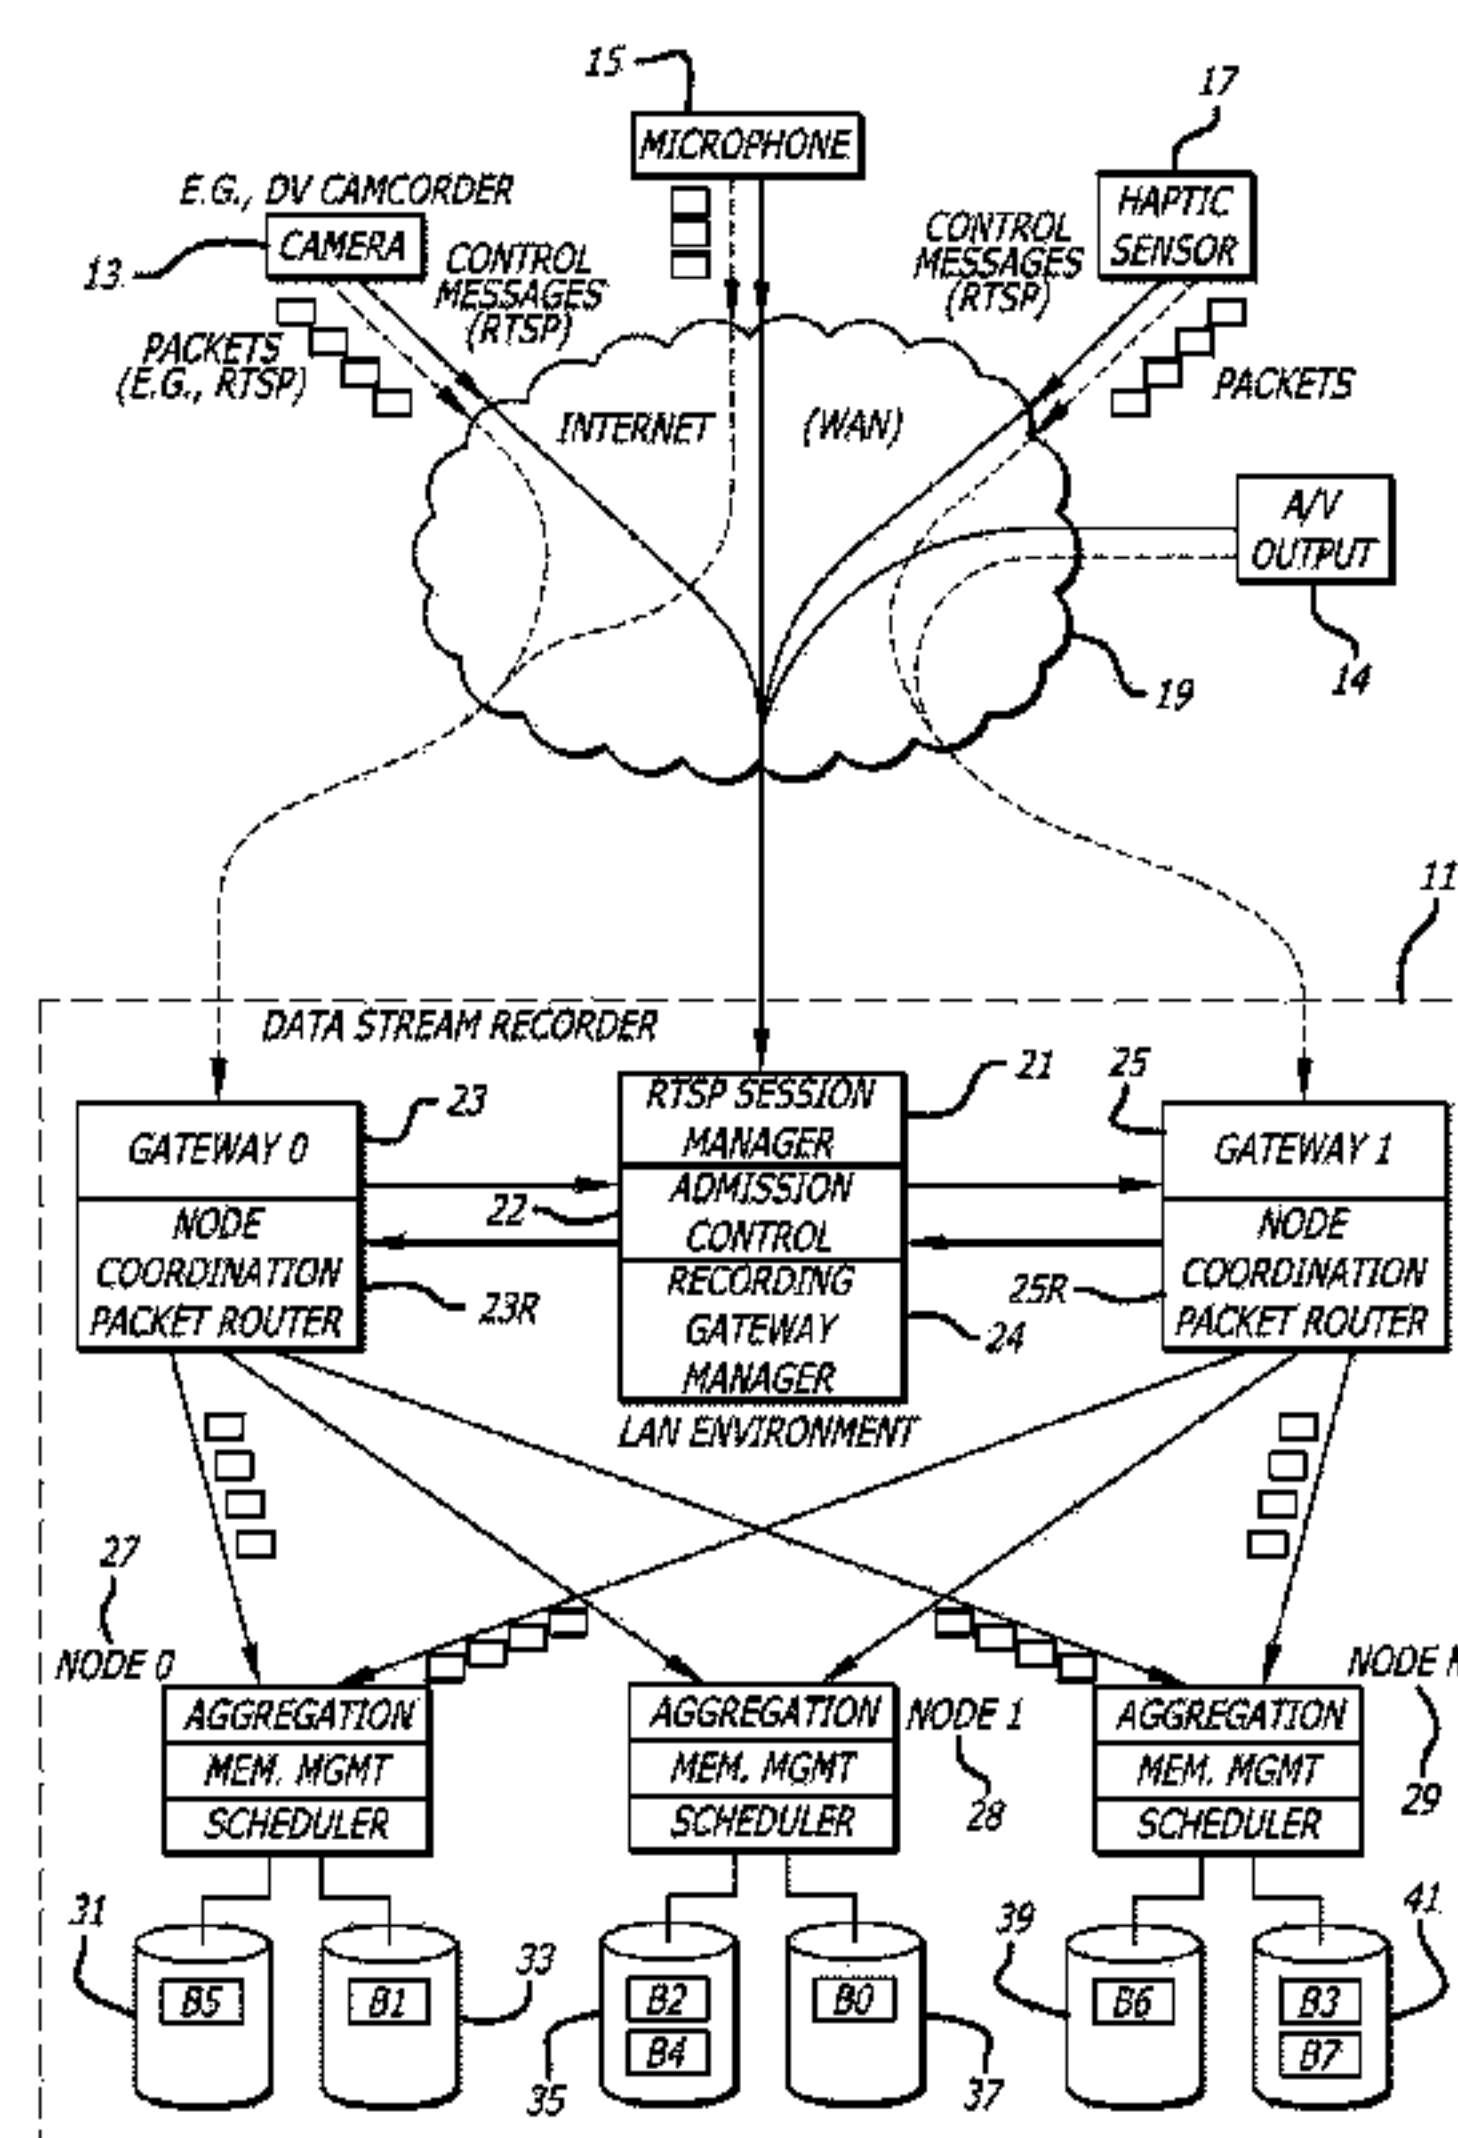 15
17
MICROPHONE
E.G., DV CAMCORDER
HAPTIC
SENSOR
CAMERA
13
CONTROL
MESSAGES
(RTSP)
CONTROL
MESSAGES
(RTSP)
PACKETS
(E.G., RTSP)
PACKETS
INTERNET
(WAN)
A/V
OUTPUT
14
19
11
DATA STREAM RECORDER
21
25
23
RTSP SESSION
MANAGER
GATEWAY 0
GATEWAY 1
22
ADMISSION
CONTROL
NODE
COORDINATION
PACKET ROUTER
NODE
COORDINATION
PACKET ROUTER
23R
25R
24
RECORDING
GATEWAY
MANAGER
LAN ENVIRONMENT
27
NODE 0
NODE
AGGREGATION
MEM. MGMT
SCHEDULER
AGGREGATION
MEM. MGMT
SCHEDULER
NODE 1
28
AGGREGATION
MEM. MGMT
SCHEDULER
29
31
33
39
41
B5
B1
B2
B4
B0
B6
B3
B7
35
37